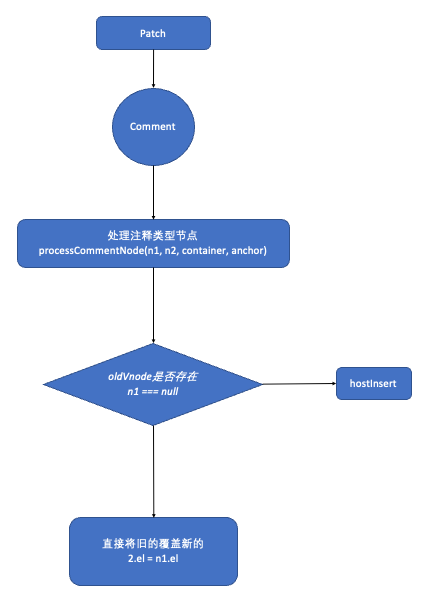 Patch
Comment
处理注释类型节点
processCommentNode(n1, n2, container, anchor)
oldVnode是否存在
n1 === null
hostInsert
直接将旧的覆盖新的
2.el = n1.el